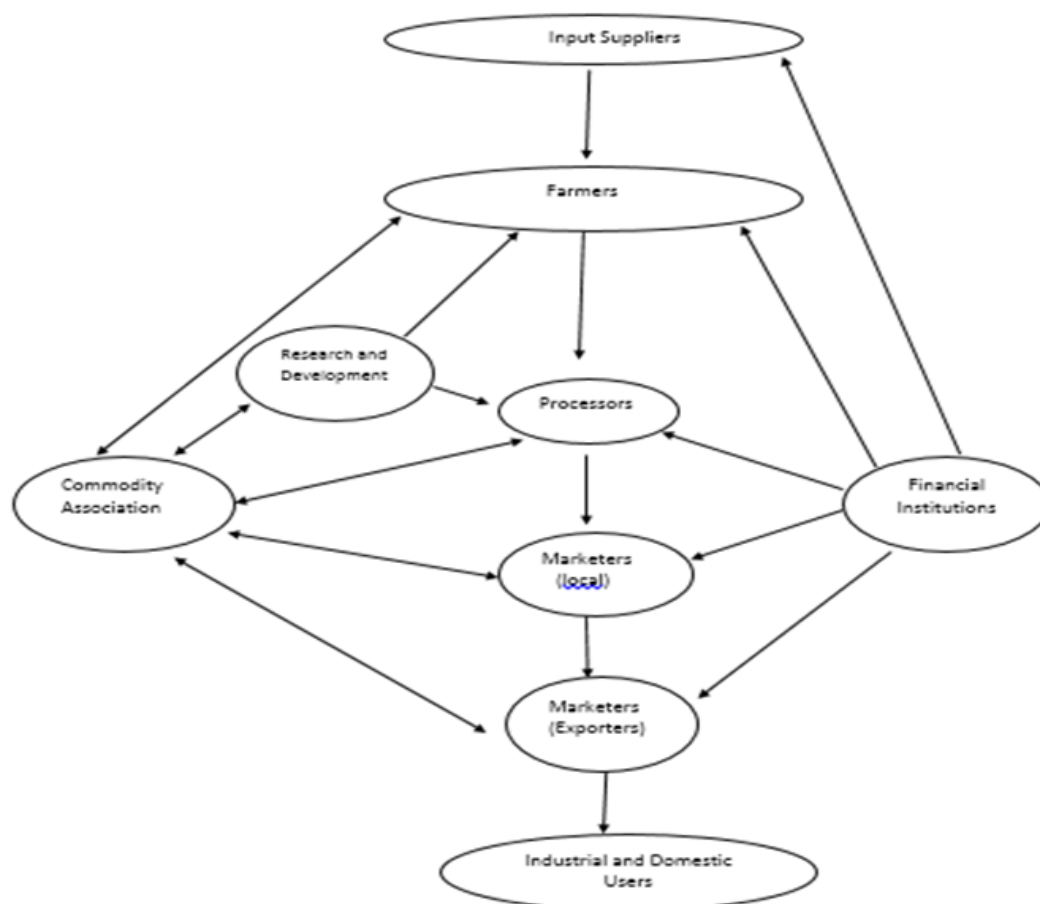 Input Suppliers
Farmers
Research and
Development
Processors
Commodity
Association
Financial
Institutions
Marketers
(local)
Marketers
(Exporters)
Industrial and Domestic
Users